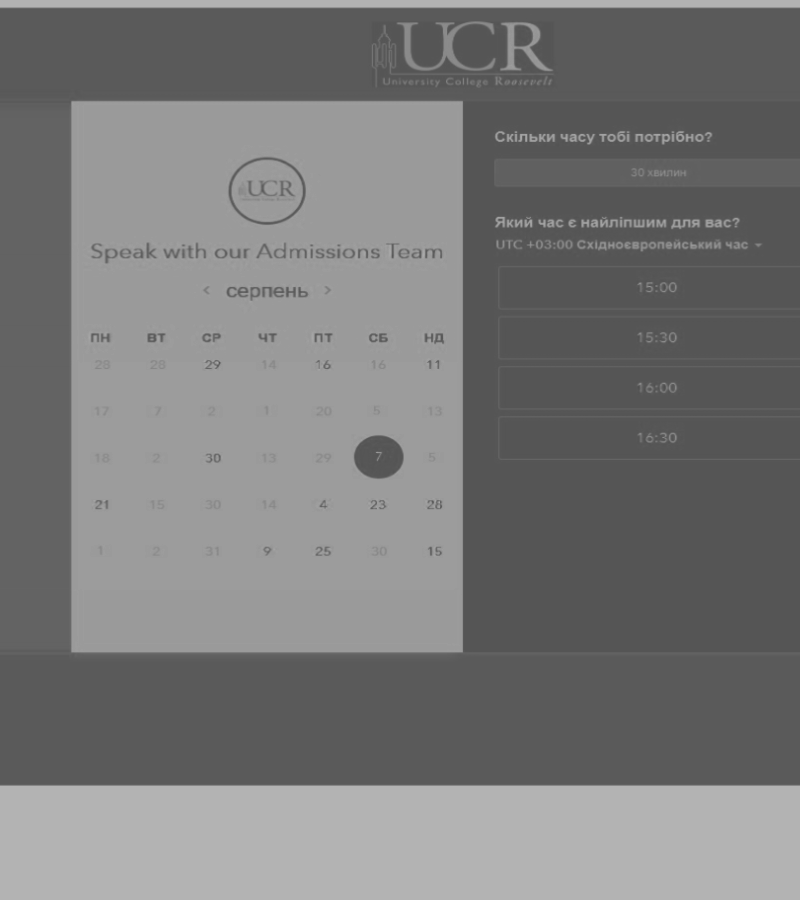 UCR
University College Roosevelt
UCR
Speak with our Admissions Team
< серпень >
ПН ВТ СР ЧТ ПТ СБ НД
28 28 29 14 16 16 11
17 7 2 1 20 5 13
18 2 30 13 29 7 5
21 15 30 14 4 23 28
1 2 31 9 25 30 15
Скільки часу тобі потрібно?
30 хвилин
Який час є найліпшим для вас?
UTC +03:00 Східноєвропейський час
15:00
15:30
16:00
16:30